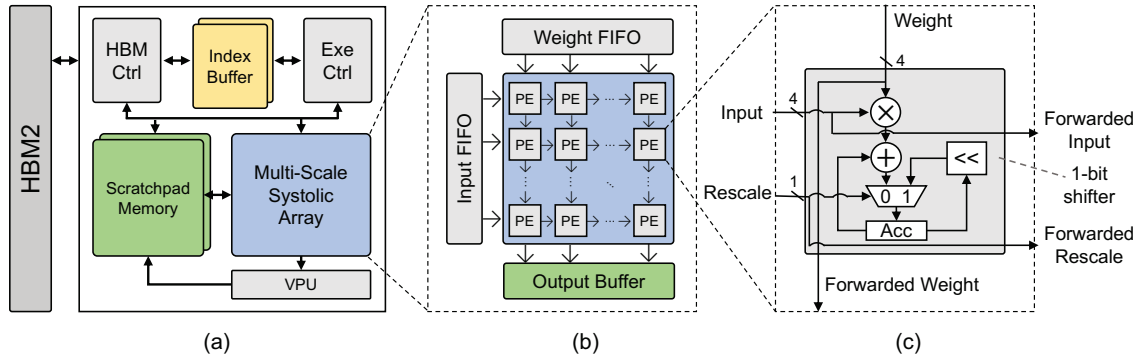 HBM2
HBM
Ctrl
Index
Buffer
Exe
Ctrl
Scratchpad
Memory
Multi-Scale
Systolic
Array
VPU
(a)
Weight FIFO
Input FIFO
PE PE ... PE
PE PE ... PE
PE PE ... PE
Output Buffer
(b)
Weight
4
Input
4
×
Forwarded
Input
+
<<
1-bit
shifter
Rescale
1
0 1
Acc
Forwarded
Rescale
Forwarded Weight
(c)